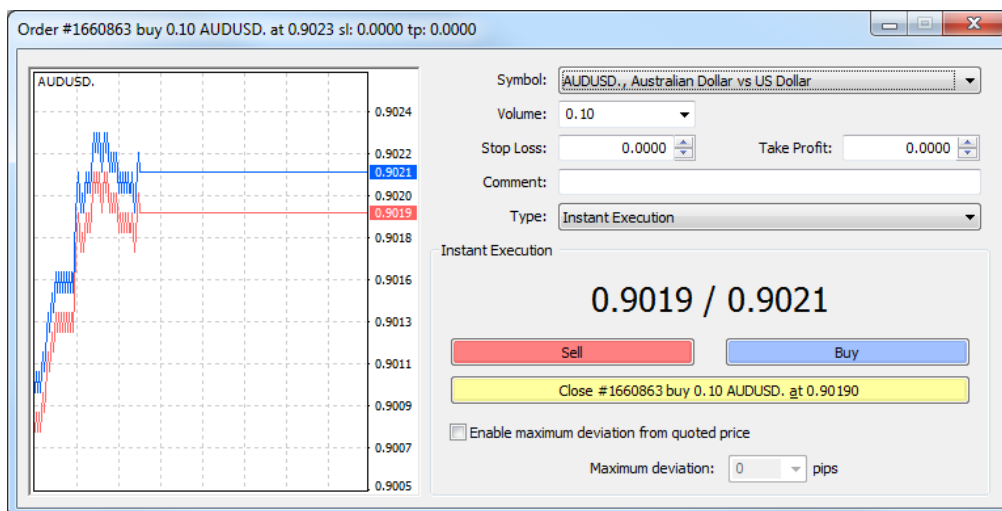 Order #1660863 buy 0.10 AUDUSD. at 0.9023 sl: 0.0000 tp: 0.0000
AUDUSD.
0.9024
0.9022
0.9021
0.9020
0.9019
0.9018
0.9016
0.9013
0.9011
0.9009
0.9007
0.9005
Symbol: AUDUSD., Australian Dollar vs US Dollar
Volume: 0.10
Stop Loss: 0.0000 Take Profit: 0.0000
Comment:
Type: Instant Execution
Instant Execution
0.9019 / 0.9021
Sell Buy
Close #1660863 buy 0.10 AUDUSD. at 0.90190
Enable maximum deviation from quoted price
Maximum deviation: 0 pips